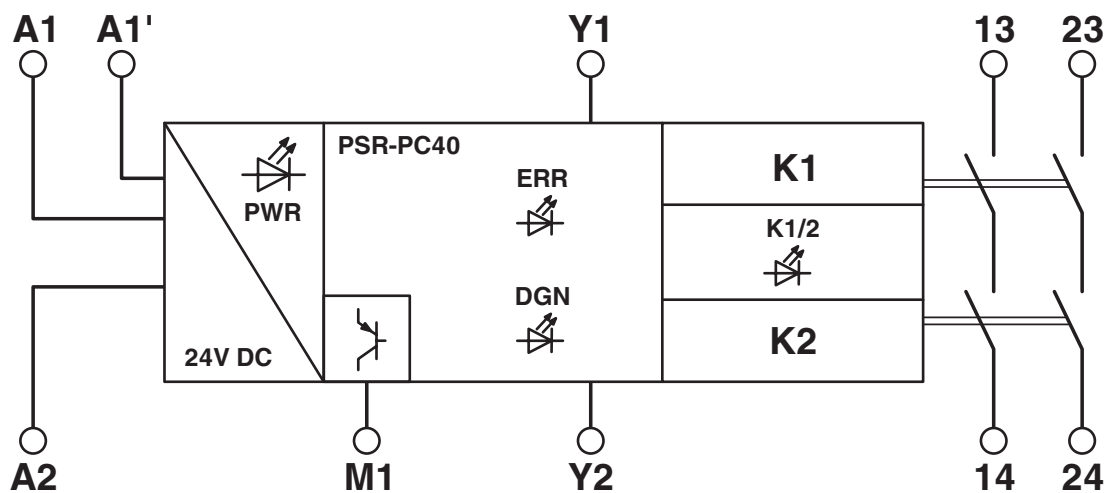 A1 A1' Y1 13 23
PSR-PC40
K1
ERR
PWR
K1/2
DGN
K2
24V DC
A2 M1 Y2 14 24